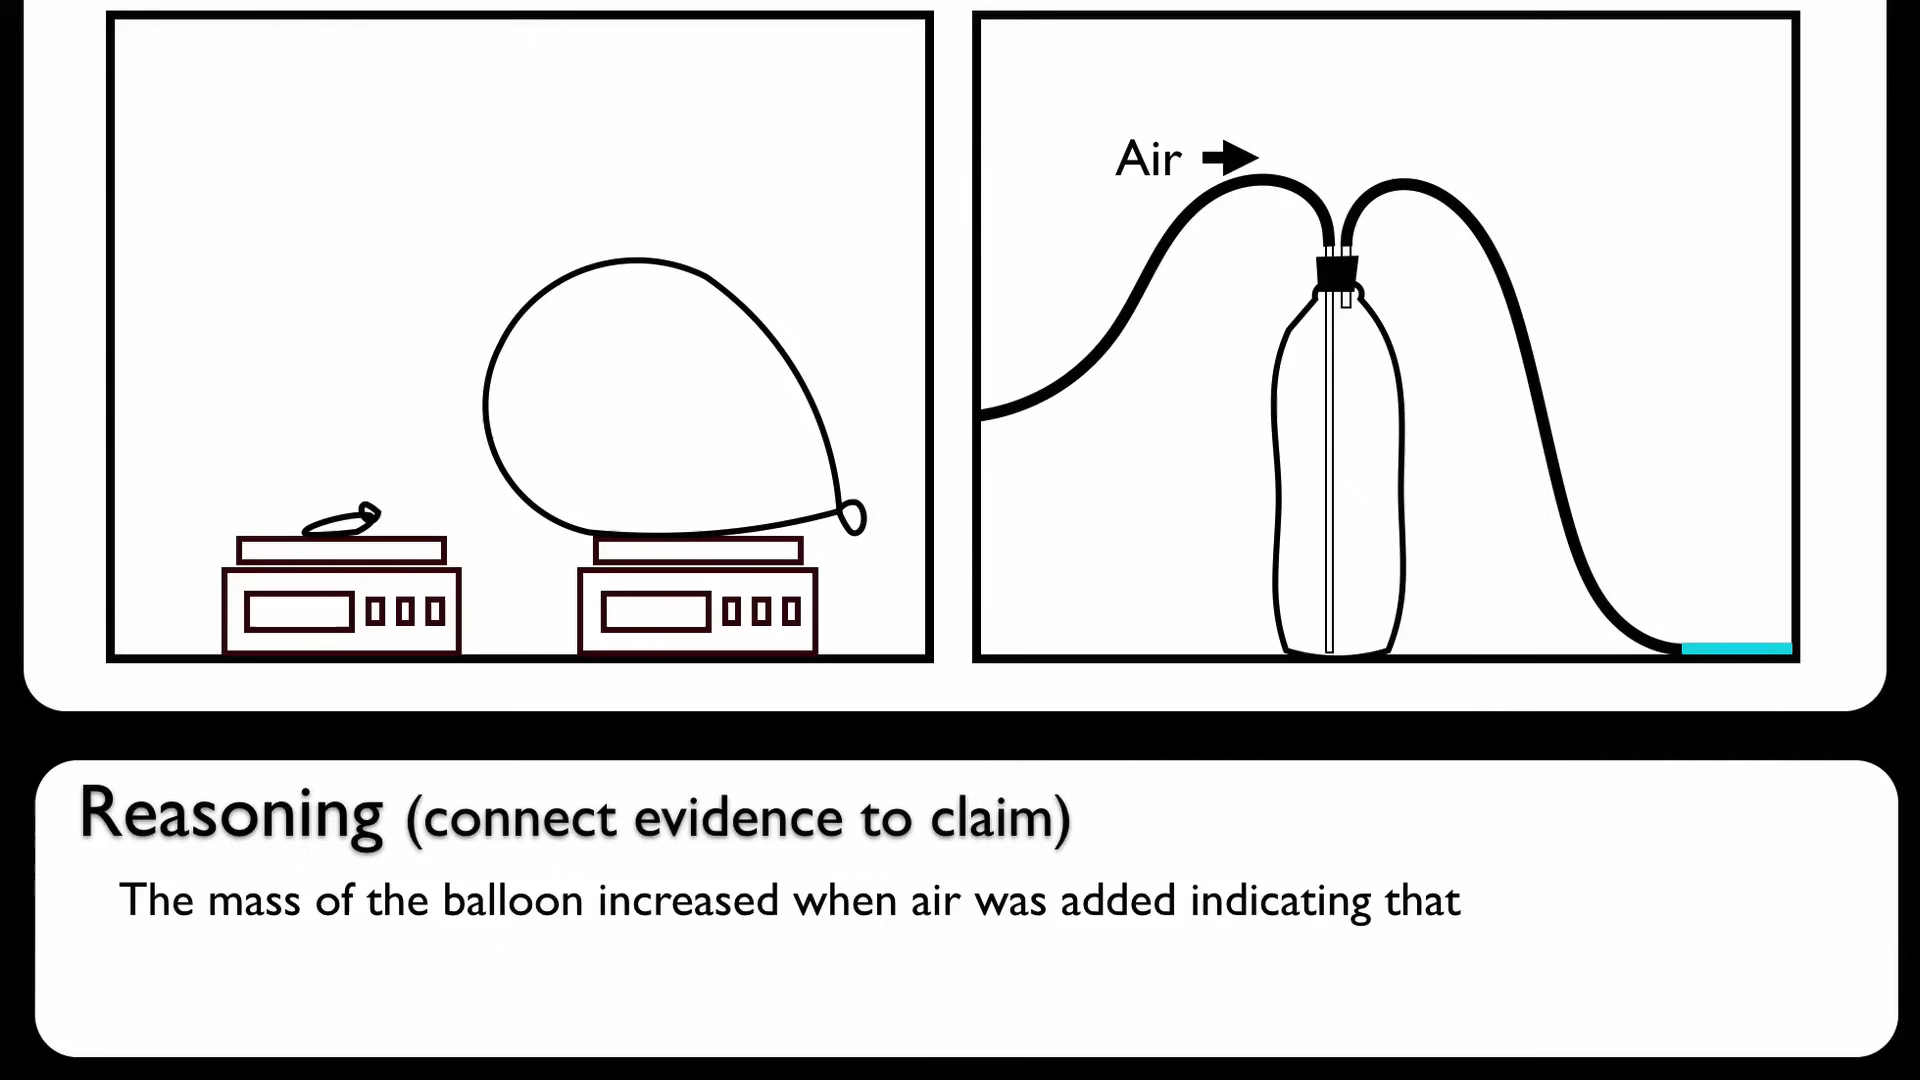 Air
Reasoning (connect evidence to claim)
The mass of the balloon increased when air was added indicating that